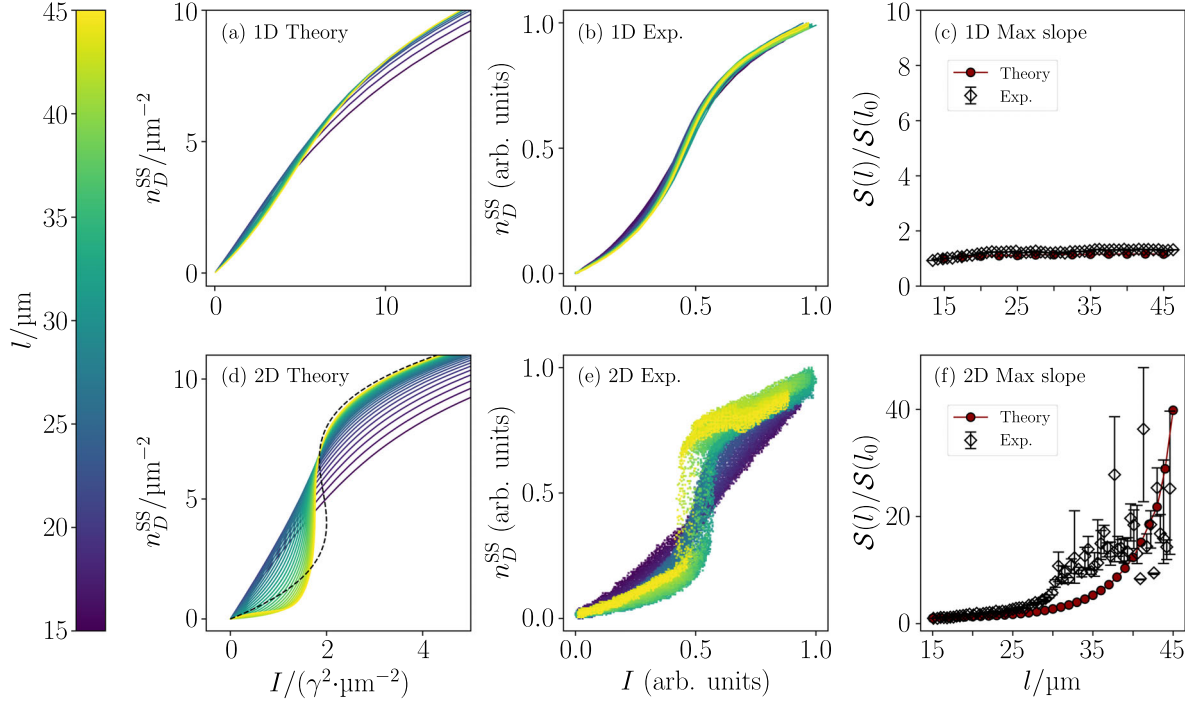 45
40
35
30
25
20
15
l/μm
(a) 1D Theory
n_D^SS/μm⁻²
10
5
0
0
10
(b) 1D Exp.
n_D^SS (arb. units)
1.0
0.5
0.0
0.0
0.5
1.0
(c) 1D Max slope
Theory
Exp.
S(l)/S(l₀)
10
8
6
4
2
0
15
25
35
45
(d) 2D Theory
n_D^SS/μm⁻²
10
5
0
0
2
4
I/(γ²·μm⁻²)
(e) 2D Exp.
n_D^SS (arb. units)
1.0
0.5
0.0
0.0
0.5
1.0
I (arb. units)
(f) 2D Max slope
Theory
Exp.
S(l)/S(l₀)
40
20
0
15
25
35
45
l/μm